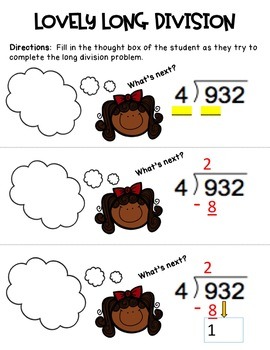 LOVELY LONG DIVISION
Directions: Fill in the thought box of the student as they try to
complete the long division problem.
What's next?
4)932
What's next?
2
4)932
- 8
What's next?
2
4)932
- 8
1